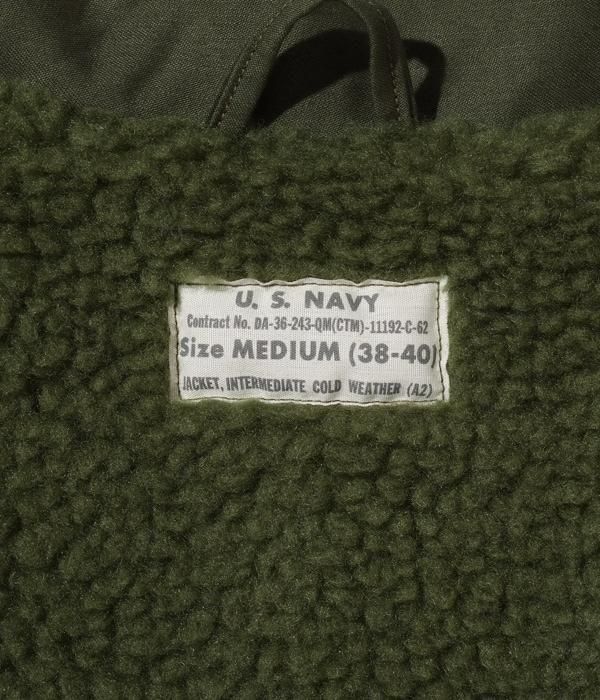 U. S. NAVY
Contract No. DA-36-243-QM(CTM)-11192-C-62
Size MEDIUM (38-40)
JACKET, INTERMEDIATE COLD WEATHER (A2)